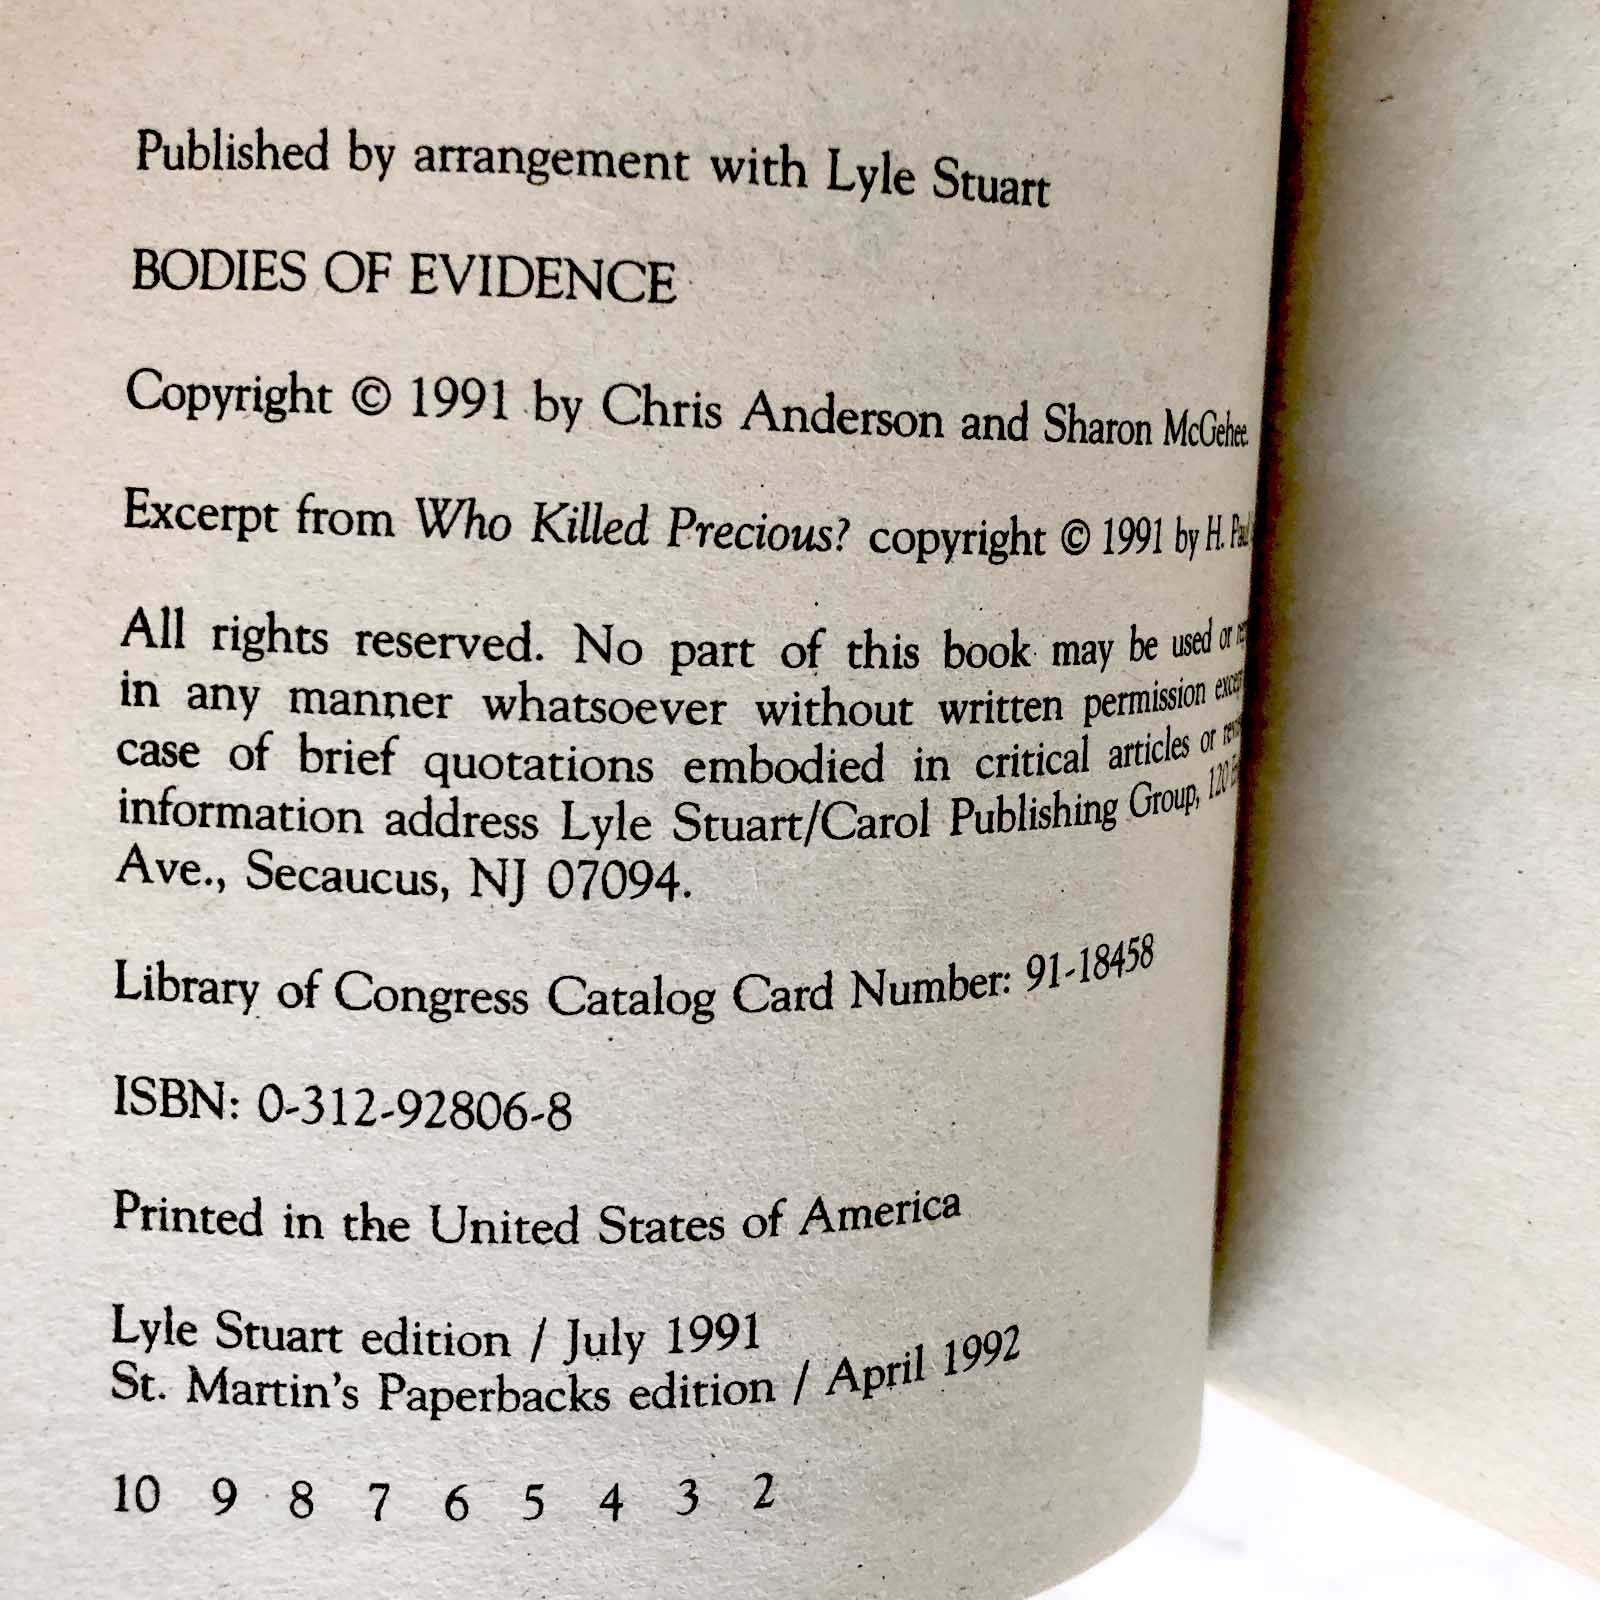 Published by arrangement with Lyle Stuart
BODIES OF EVIDENCE
Copyright © 1991 by Chris Anderson and Sharon McGehee.
Excerpt from Who Killed Precious? copyright © 1991 by H. Paul
All rights reserved. No part of this book may be used or
in any manner whatsoever without written permission
case of brief quotations embodied in critical articles or
information address Lyle Stuart/Carol Publishing Group, 120
Ave., Secaucus, NJ 07094.
Library of Congress Catalog Card Number: 91-18458
ISBN: 0-312-92806-8
Printed in the United States of America
Lyle Stuart edition / July 1991
St. Martin's Paperbacks edition / April 1992
10 9 8 7 6 5 4 3 2